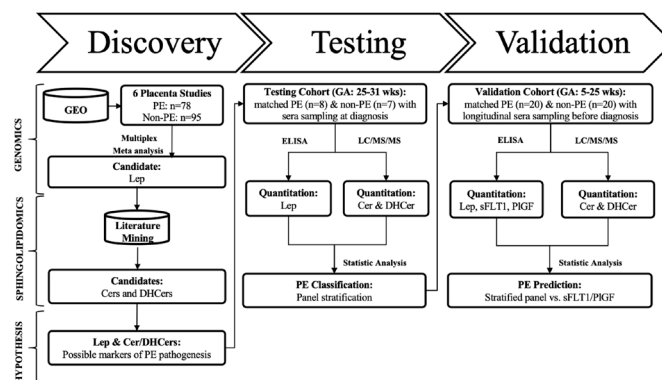 Discovery
Testing
Validation
GENOMICS
SPHINGOLIPIDOMICS
HYPOTHESIS
GEO
6 Placenta Studies
PE: n=78
Non-PE: n=95
Multiplex
Meta analysis
Candidate:
Lep
Literature
Mining
Candidates:
Cers and DHCers
Lep & Cer/DHCers:
Possible markers of PE pathogenesis
Testing Cohort (GA: 25-31 wks):
matched PE (n=8) & non-PE (n=7) with
sera sampling at diagnosis
ELISA
LC/MS/MS
Quantitation:
Lep
Quantitation:
Cer & DHCer
Statistic Analysis
PE Classification:
Panel stratification
Validation Cohort (GA: 5-25 wks):
matched PE (n=20) & non-PE (n=20) with
longitudinal sera sampling before diagnosis
ELISA
LC/MS/MS
Quantitation:
Lep, sFLT1, PlGF
Quantitation:
Cer & DHCer
Statistic Analysis
PE Prediction:
Stratified panel vs. sFLT1/PlGF